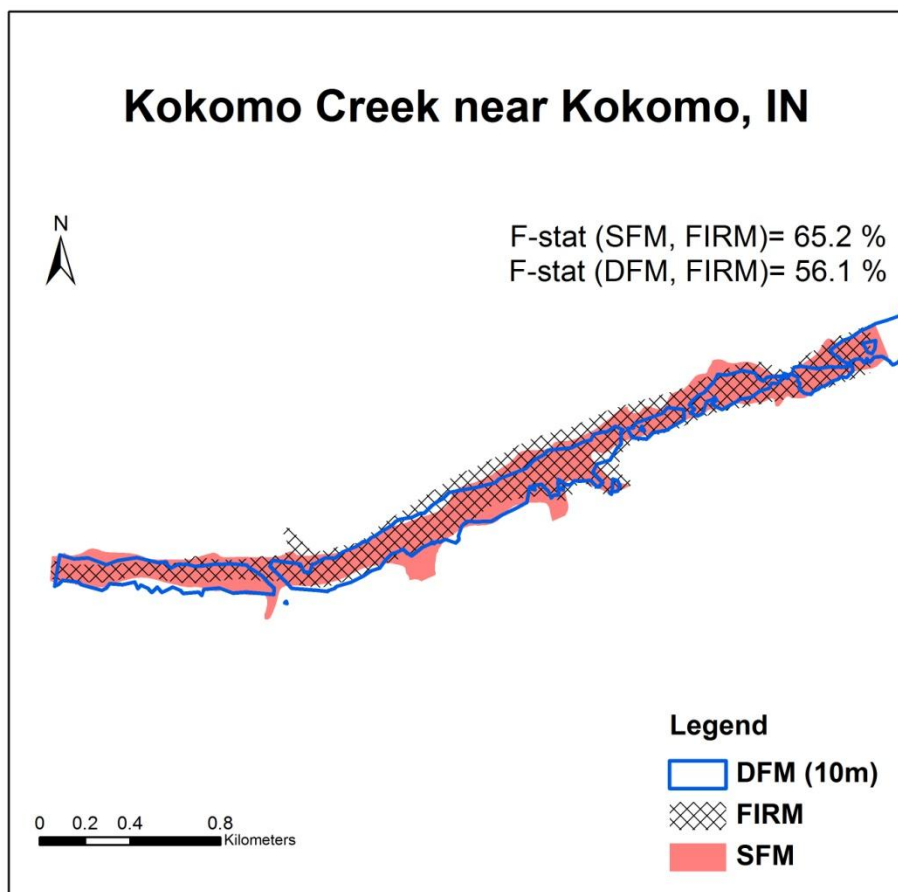 Kokomo Creek near Kokomo, IN
N
F-stat (SFM, FIRM)= 65.2 %
F-stat (DFM, FIRM)= 56.1 %
Legend
DFM (10m)
FIRM
SFM
0 0.2 0.4 0.8
Kilometers